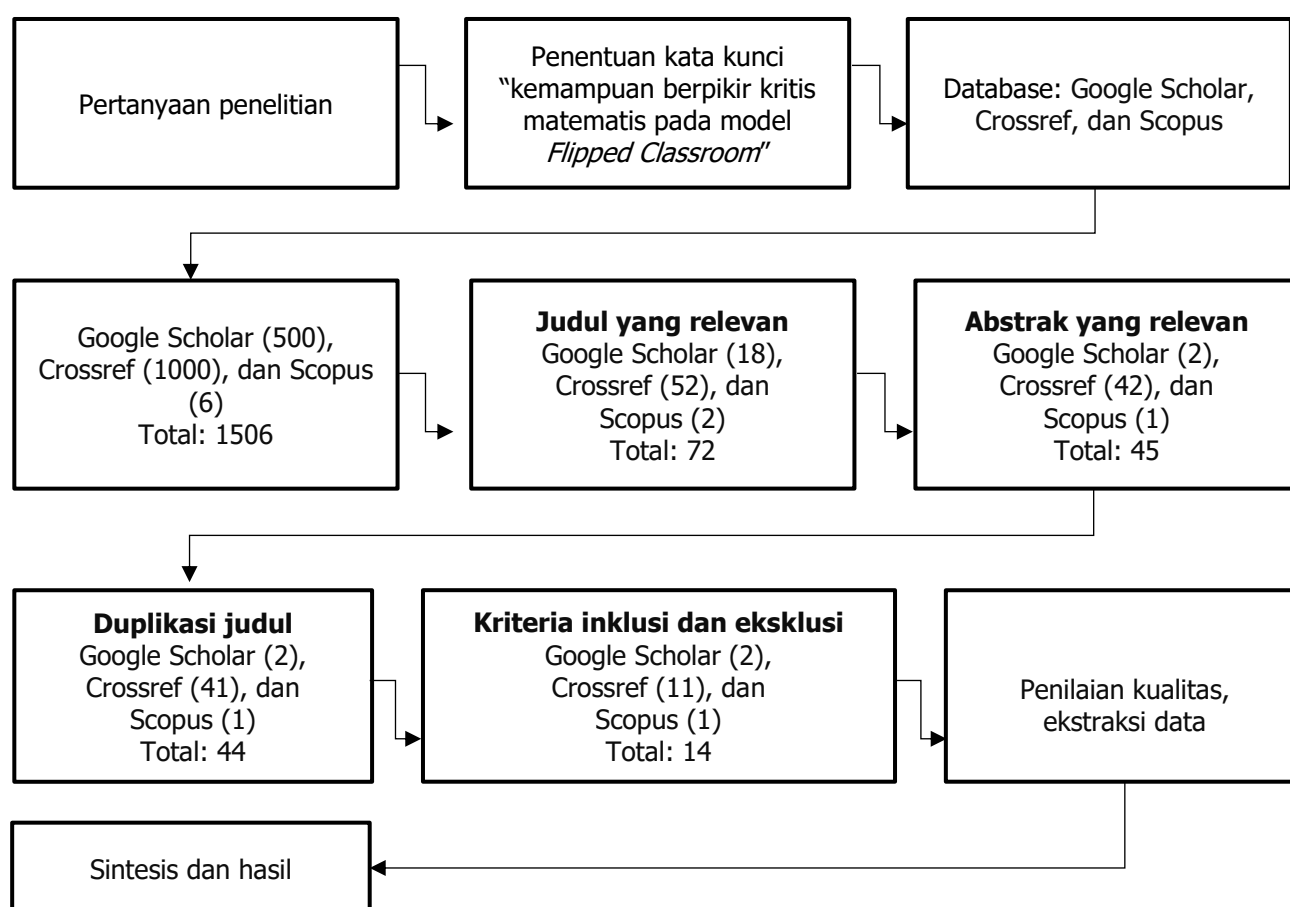 Pertanyaan penelitian
Penentuan kata kunci
“kemampuan berpikir kritis
matematis pada model
Flipped Classroom”
Database: Google Scholar,
Crossref, dan Scopus
Google Scholar (500),
Crossref (1000), dan Scopus
(6)
Total: 1506
Judul yang relevan
Google Scholar (18),
Crossref (52), dan
Scopus (2)
Total: 72
Abstrak yang relevan
Google Scholar (2),
Crossref (42), dan
Scopus (1)
Total: 45
Duplikasi judul
Google Scholar (2),
Crossref (41), dan
Scopus (1)
Total: 44
Kriteria inklusi dan eksklusi
Google Scholar (2),
Crossref (11), dan
Scopus (1)
Total: 14
Penilaian kualitas,
ekstraksi data
Sintesis dan hasil